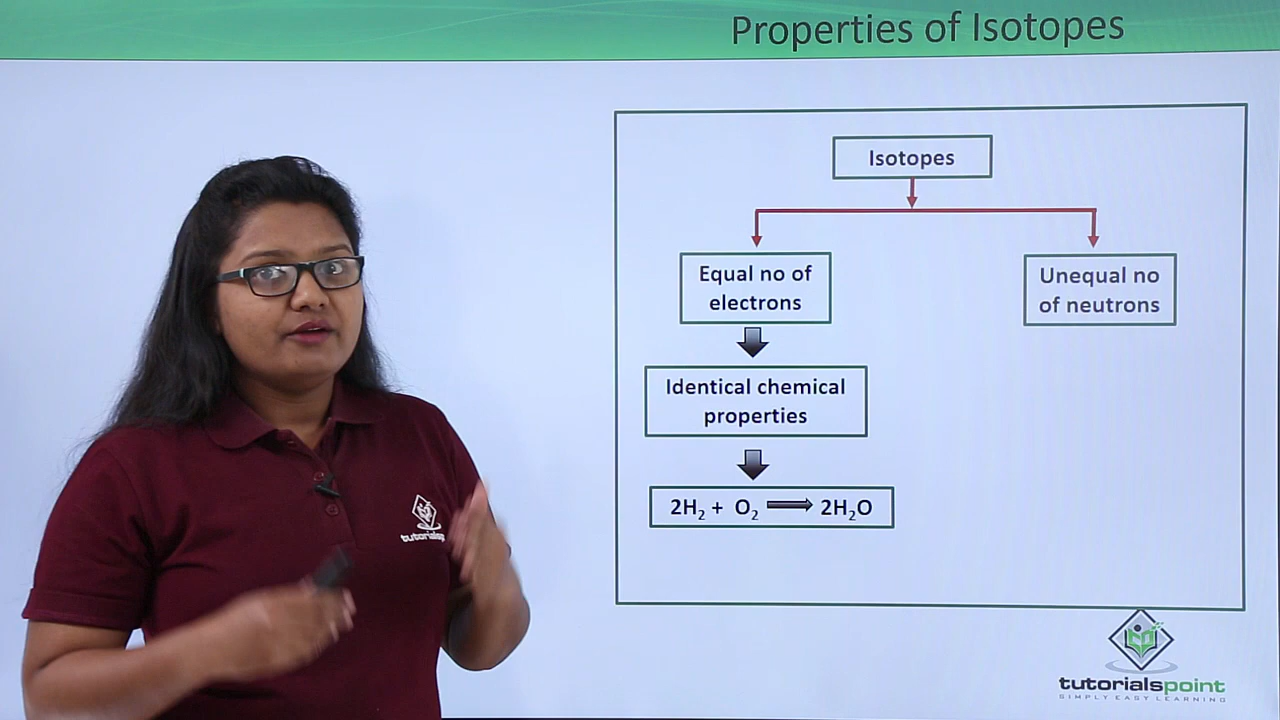 Properties of Isotopes
Isotopes
Equal no of
electrons
Unequal no
of neutrons
Identical chemical
properties
2H₂ + O₂ ⟹ 2H₂O
tutorialsp
tutorialspoint
SIMPLY EASY LEARNING